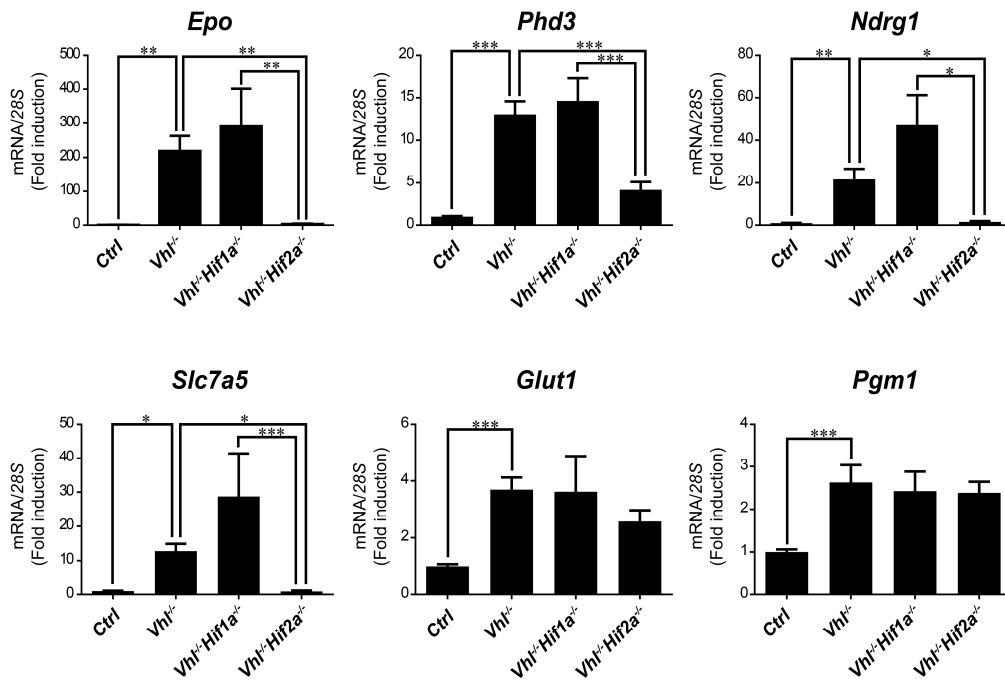 Epo
Phd3
Ndrg1
mRNA/28S
(Fold induction)
500
400
300
200
100
0
**
**
**
Ctrl
Vhl-/-
Vhl-/-Hif1a-/-
Vhl-/-Hif2a-/-
mRNA/28S
(Fold induction)
20
15
10
5
0
***
***
***
Ctrl
Vhl-/-
Vhl-/-Hif1a-/-
Vhl-/-Hif2a-/-
mRNA/28S
(Fold induction)
80
60
40
20
0
**
*
*
Ctrl
Vhl-/-
Vhl-/-Hif1a-/-
Vhl-/-Hif2a-/-
Slc7a5
Glut1
Pgm1
mRNA/28S
(Fold induction)
50
40
30
20
10
0
*
*
***
Ctrl
Vhl-/-
Vhl-/-Hif1a-/-
Vhl-/-Hif2a-/-
mRNA/28S
(Fold induction)
6
4
2
0
***
Ctrl
Vhl-/-
Vhl-/-Hif1a-/-
Vhl-/-Hif2a-/-
mRNA/28S
(Fold induction)
4
3
2
1
0
***
Ctrl
Vhl-/-
Vhl-/-Hif1a-/-
Vhl-/-Hif2a-/-